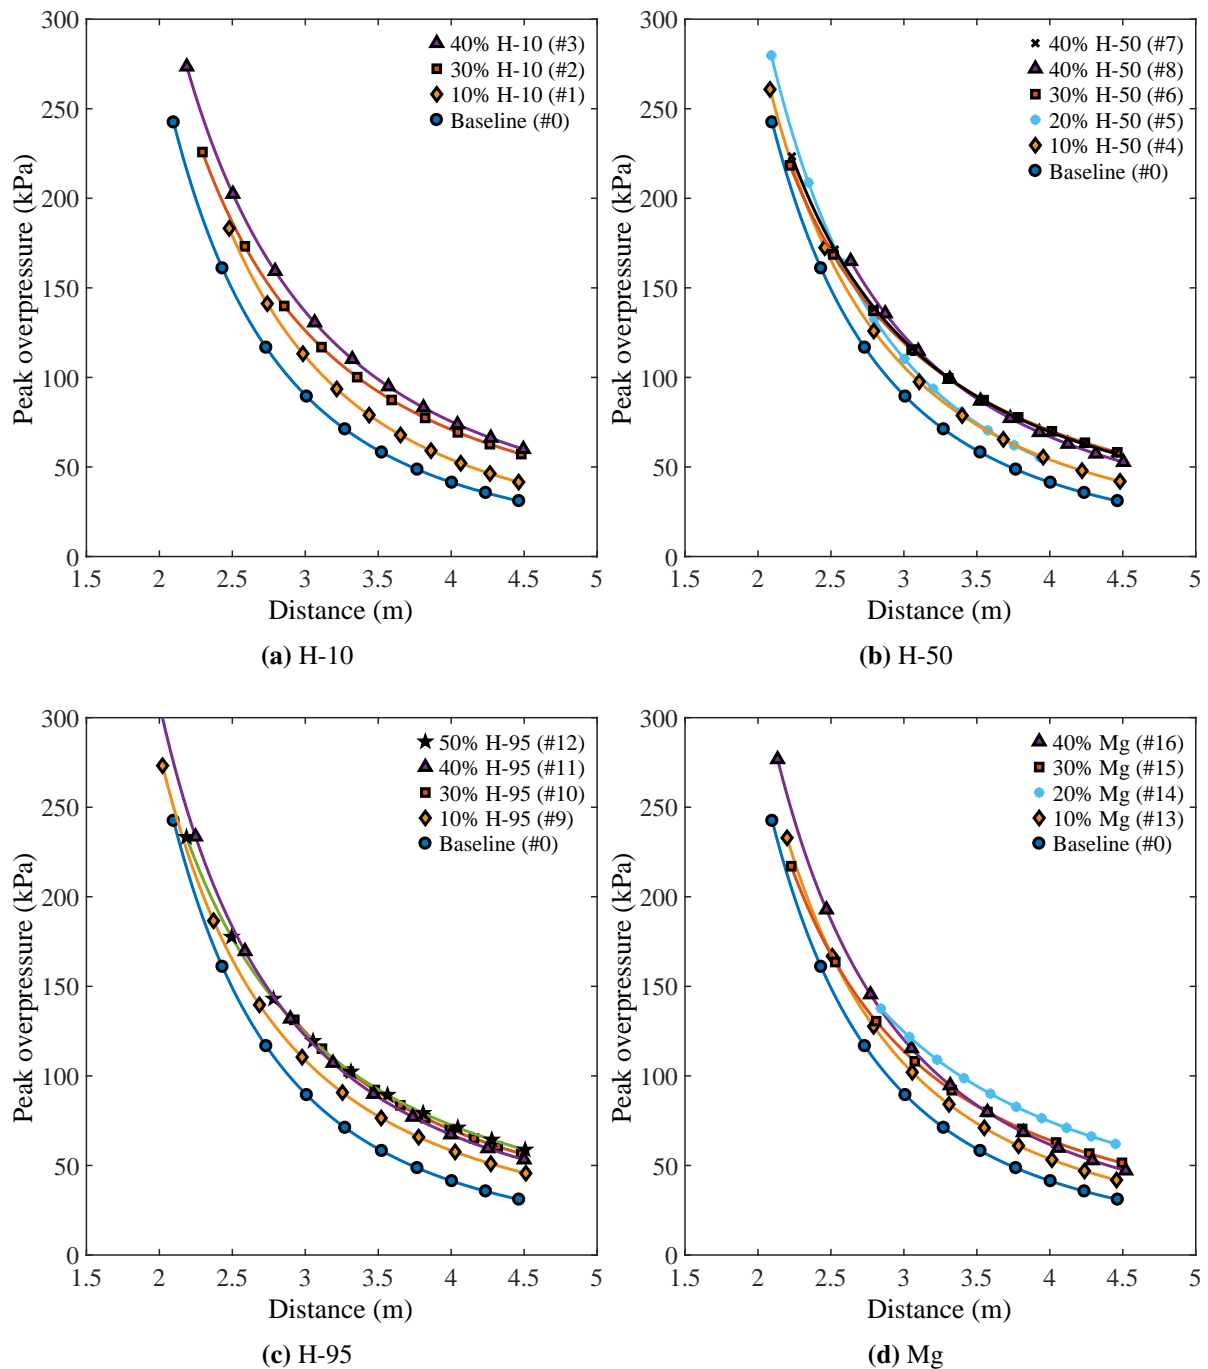 300
250
200
150
100
50
0
Peak overpressure (kPa)
40% H-10 (#3)
30% H-10 (#2)
10% H-10 (#1)
Baseline (#0)
1.5 2 2.5 3 3.5 4 4.5 5
Distance (m)
(a) H-10
300
250
200
150
100
50
0
Peak overpressure (kPa)
40% H-50 (#7)
40% H-50 (#8)
30% H-50 (#6)
20% H-50 (#5)
10% H-50 (#4)
Baseline (#0)
1.5 2 2.5 3 3.5 4 4.5 5
Distance (m)
(b) H-50
300
250
200
150
100
50
0
Peak overpressure (kPa)
50% H-95 (#12)
40% H-95 (#11)
30% H-95 (#10)
10% H-95 (#9)
Baseline (#0)
1.5 2 2.5 3 3.5 4 4.5 5
Distance (m)
(c) H-95
300
250
200
150
100
50
0
Peak overpressure (kPa)
40% Mg (#16)
30% Mg (#15)
20% Mg (#14)
10% Mg (#13)
Baseline (#0)
1.5 2 2.5 3 3.5 4 4.5 5
Distance (m)
(d) Mg